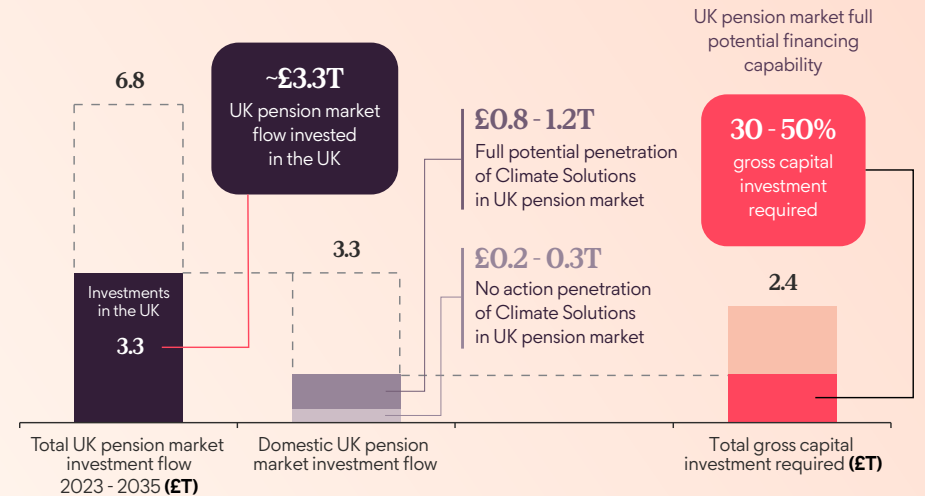 UK pension market full
potential financing
capability
6.8
~£3.3T
UK pension market
flow invested
in the UK
£0.8 - 1.2T
Full potential penetration
of Climate Solutions
in UK pension market
30 - 50%
gross capital
investment
required
3.3
£0.2 - 0.3T
No action penetration
of Climate Solutions
in UK pension market
2.4
Investments
in the UK
3.3
Total UK pension market
investment flow
2023 - 2035 (£T)
Domestic UK pension
market investment flow
Total gross capital
investment required (£T)